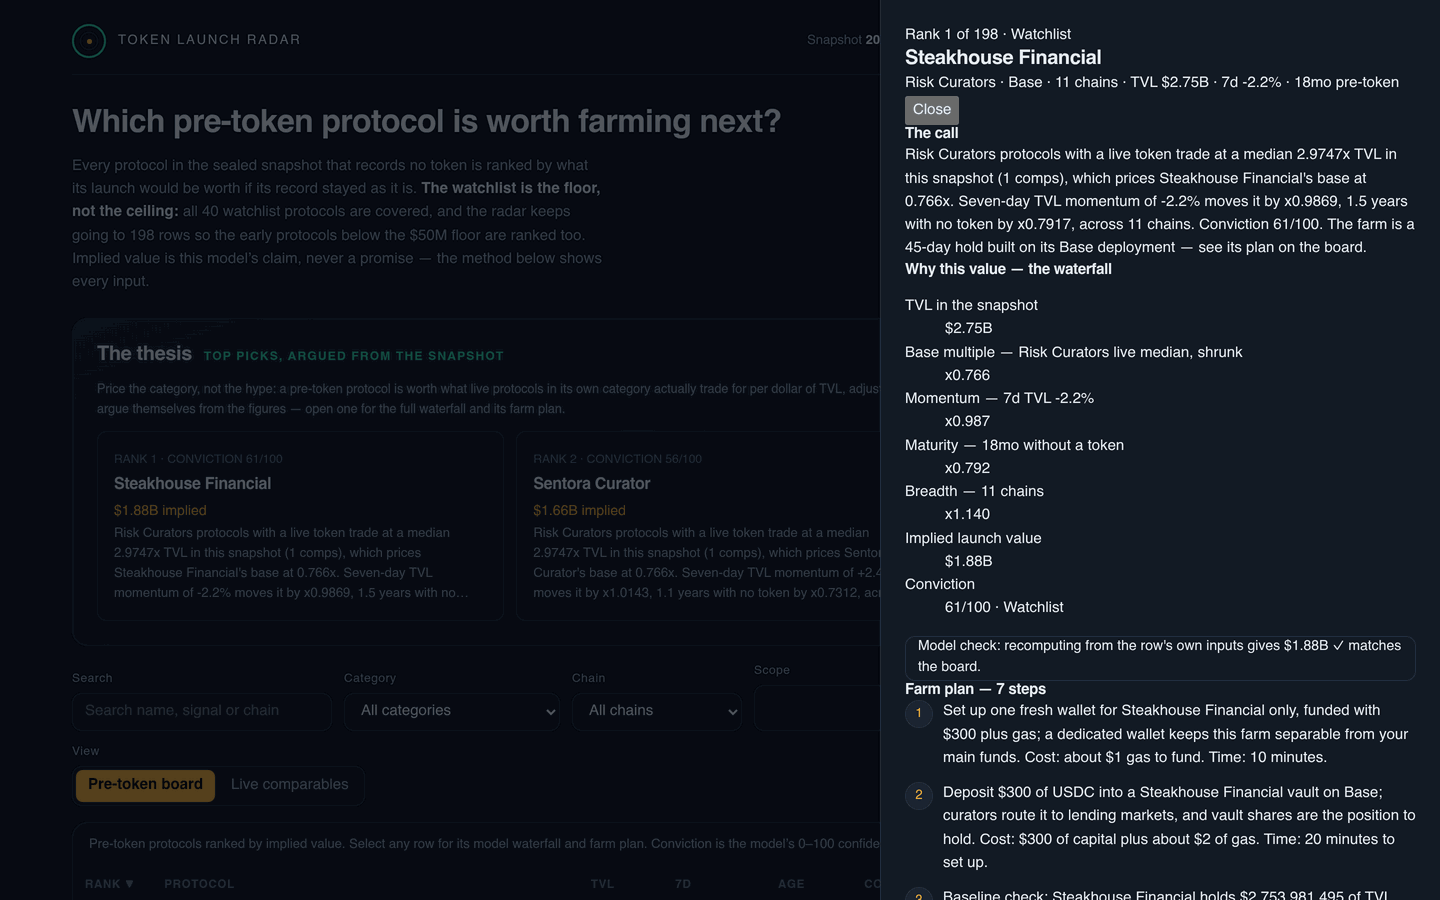 TOKEN LAUNCH RADAR
Snapshot 20
Which pre-token protocol is worth farming next?
Every protocol in the sealed snapshot that records no token is ranked by what
its launch would be worth if its record stayed as it is. The watchlist is the floor,
not the ceiling: all 40 watchlist protocols are covered, and the radar keeps
going to 198 rows so the early protocols below the $50M floor are ranked too.
Implied value is this model's claim, never a promise — the method below shows
every input.
The thesis TOP PICKS, ARGUED FROM THE SNAPSHOT
Price the category, not the hype: a pre-token protocol is worth what live protocols in its own category actually trade for per dollar of TVL, adjus
argue themselves from the figures — open one for the full waterfall and its farm plan.
RANK 1 · CONVICTION 61/100
Steakhouse Financial
$1.88B implied
Risk Curators protocols with a live token trade at a median
2.9747x TVL in this snapshot (1 comps), which prices
Steakhouse Financial's base at 0.766x. Seven-day TVL
momentum of -2.2% moves it by x0.9869, 1.5 years with no…
RANK 2 · CONVICTION 56/100
Sentora Curator
$1.66B implied
Risk Curators protocols with a live token trade at a median
2.9747x TVL in this snapshot (1 comps), which prices Sento
Curator's base at 0.766x. Seven-day TVL momentum of +2.4
moves it by x1.0143, 1.1 years with no token by x0.7312, acr
Search
Search name, signal or chain
Category
All categories
Chain
All chains
Scope
View
Pre-token board
Live comparables
Pre-token protocols ranked by implied value. Select any row for its model waterfall and farm plan. Conviction is the model's 0–100 confide
RANK ▼ PROTOCOL TVL 7D AGE CO
Rank 1 of 198 · Watchlist
Steakhouse Financial
Risk Curators · Base · 11 chains · TVL $2.75B · 7d -2.2% · 18mo pre-token
Close
The call
Risk Curators protocols with a live token trade at a median 2.9747x TVL in
this snapshot (1 comps), which prices Steakhouse Financial's base at
0.766x. Seven-day TVL momentum of -2.2% moves it by x0.9869, 1.5 years
with no token by x0.7917, across 11 chains. Conviction 61/100. The farm is a
45-day hold built on its Base deployment — see its plan on the board.
Why this value — the waterfall
TVL in the snapshot
$2.75B
Base multiple — Risk Curators live median, shrunk
x0.766
Momentum — 7d TVL -2.2%
x0.987
Maturity — 18mo without a token
x0.792
Breadth — 11 chains
x1.140
Implied launch value
$1.88B
Conviction
61/100 · Watchlist
Model check: recomputing from the row's own inputs gives $1.88B ✓ matches
the board.
Farm plan — 7 steps
1 Set up one fresh wallet for Steakhouse Financial only, funded with
$300 plus gas; a dedicated wallet keeps this farm separable from your
main funds. Cost: about $1 gas to fund. Time: 10 minutes.
2 Deposit $300 of USDC into a Steakhouse Financial vault on Base;
curators route it to lending markets, and vault shares are the position to
hold. Cost: $300 of capital plus about $2 of gas. Time: 20 minutes to
set up.
3 Baseline check: Steakhouse Financial holds $2,753,981,495 of TVL